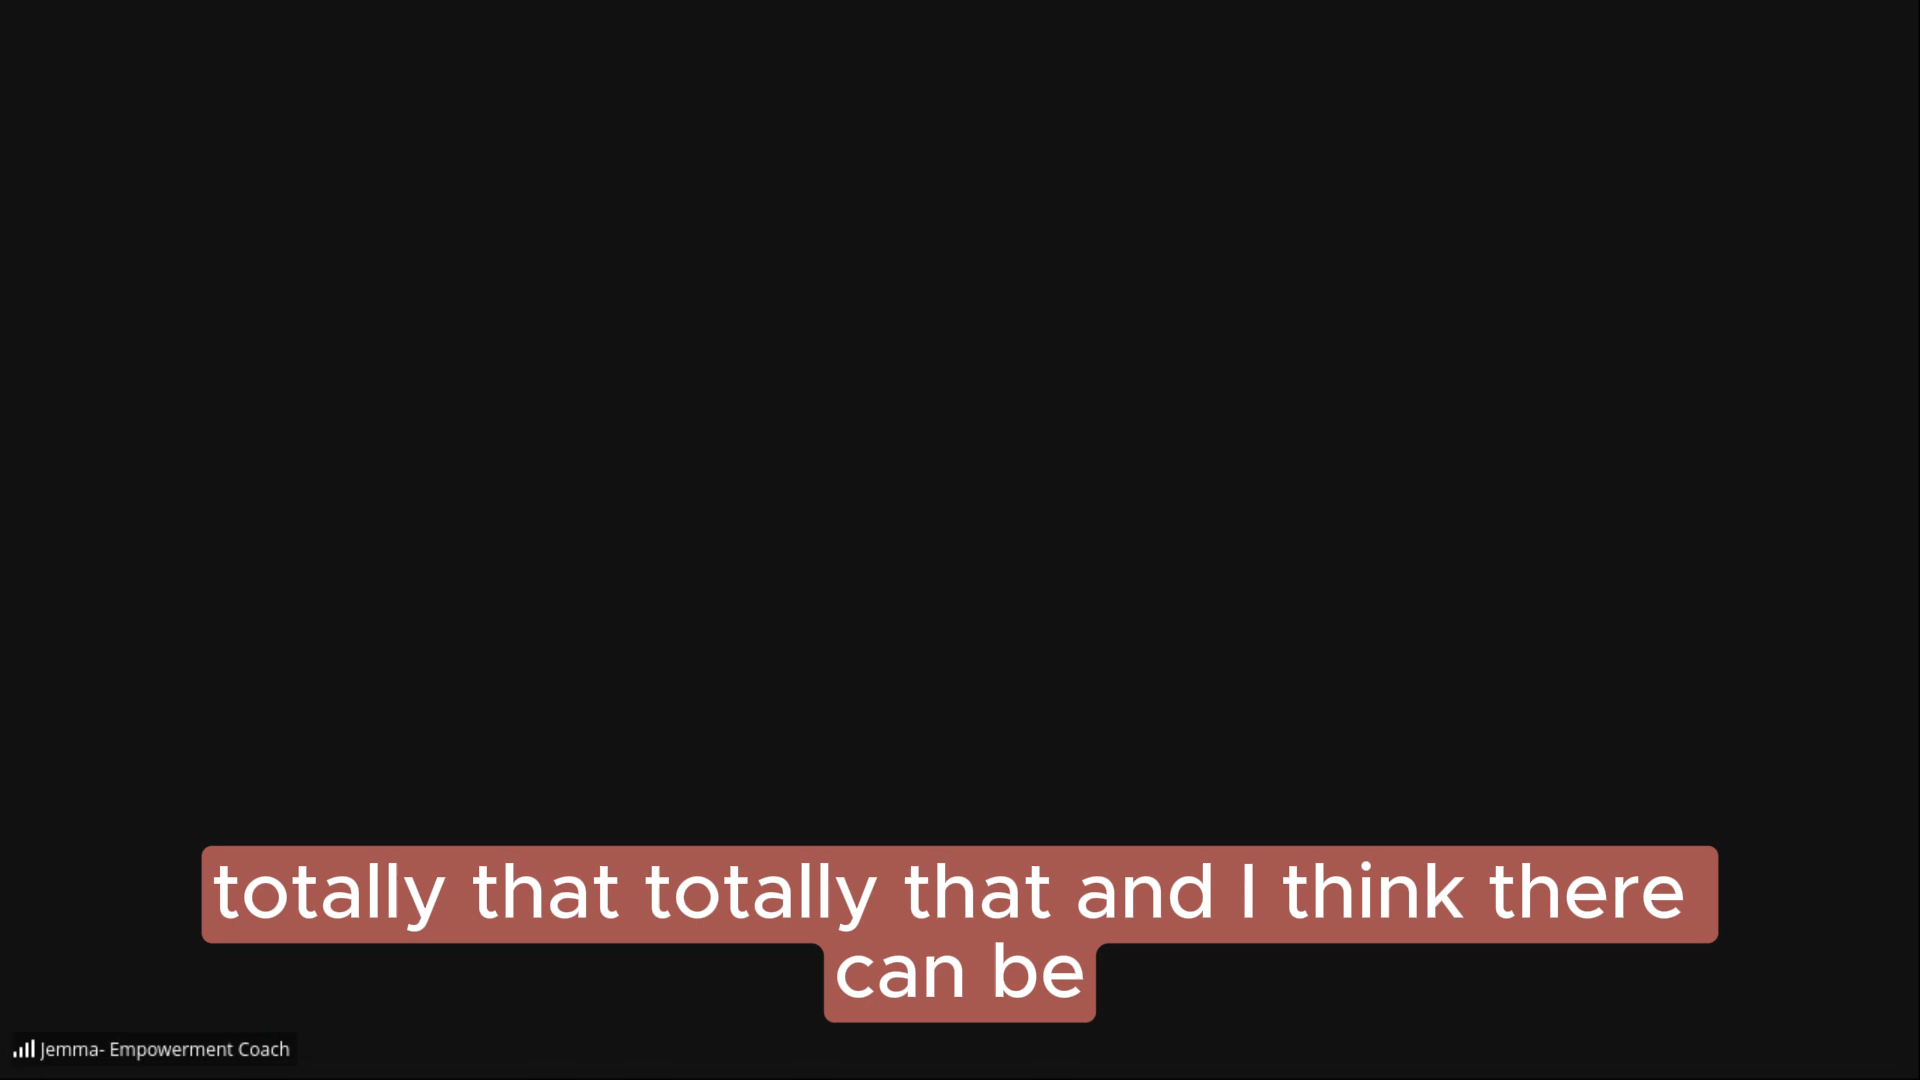 totally that totally that and I think there
can be
Jemma- Empowerment Coach